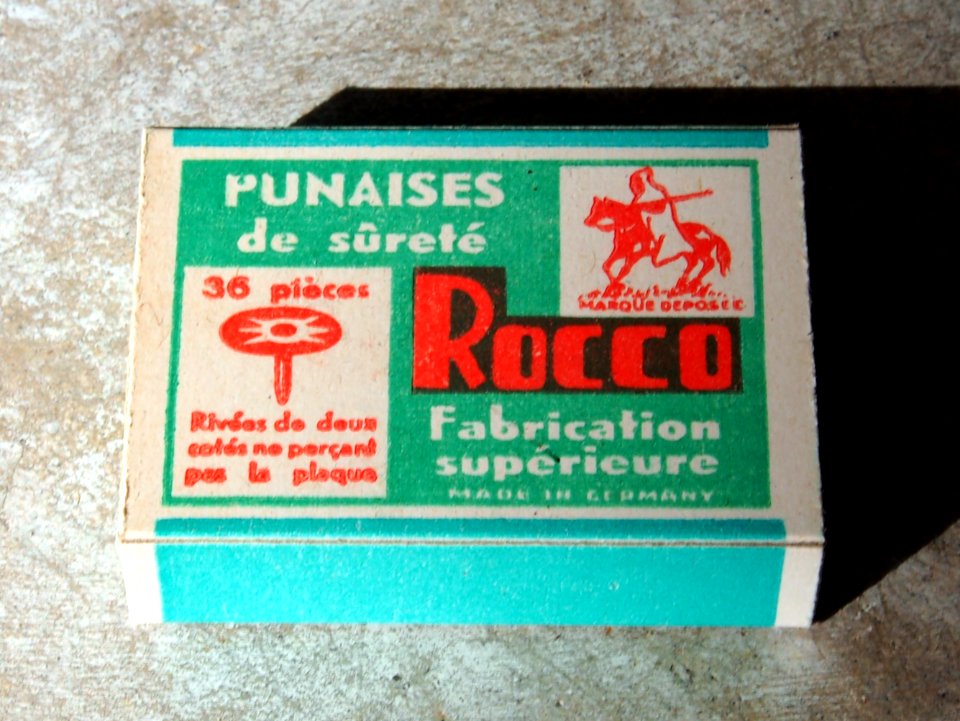 PUNAISES
de sûreté
36 pièces
Rivées de deux
cotés ne perçant
pas la plaque
MARQUE DEPOSÉE
ROCCO
Fabrication
supérieure
MADE IN GERMANY